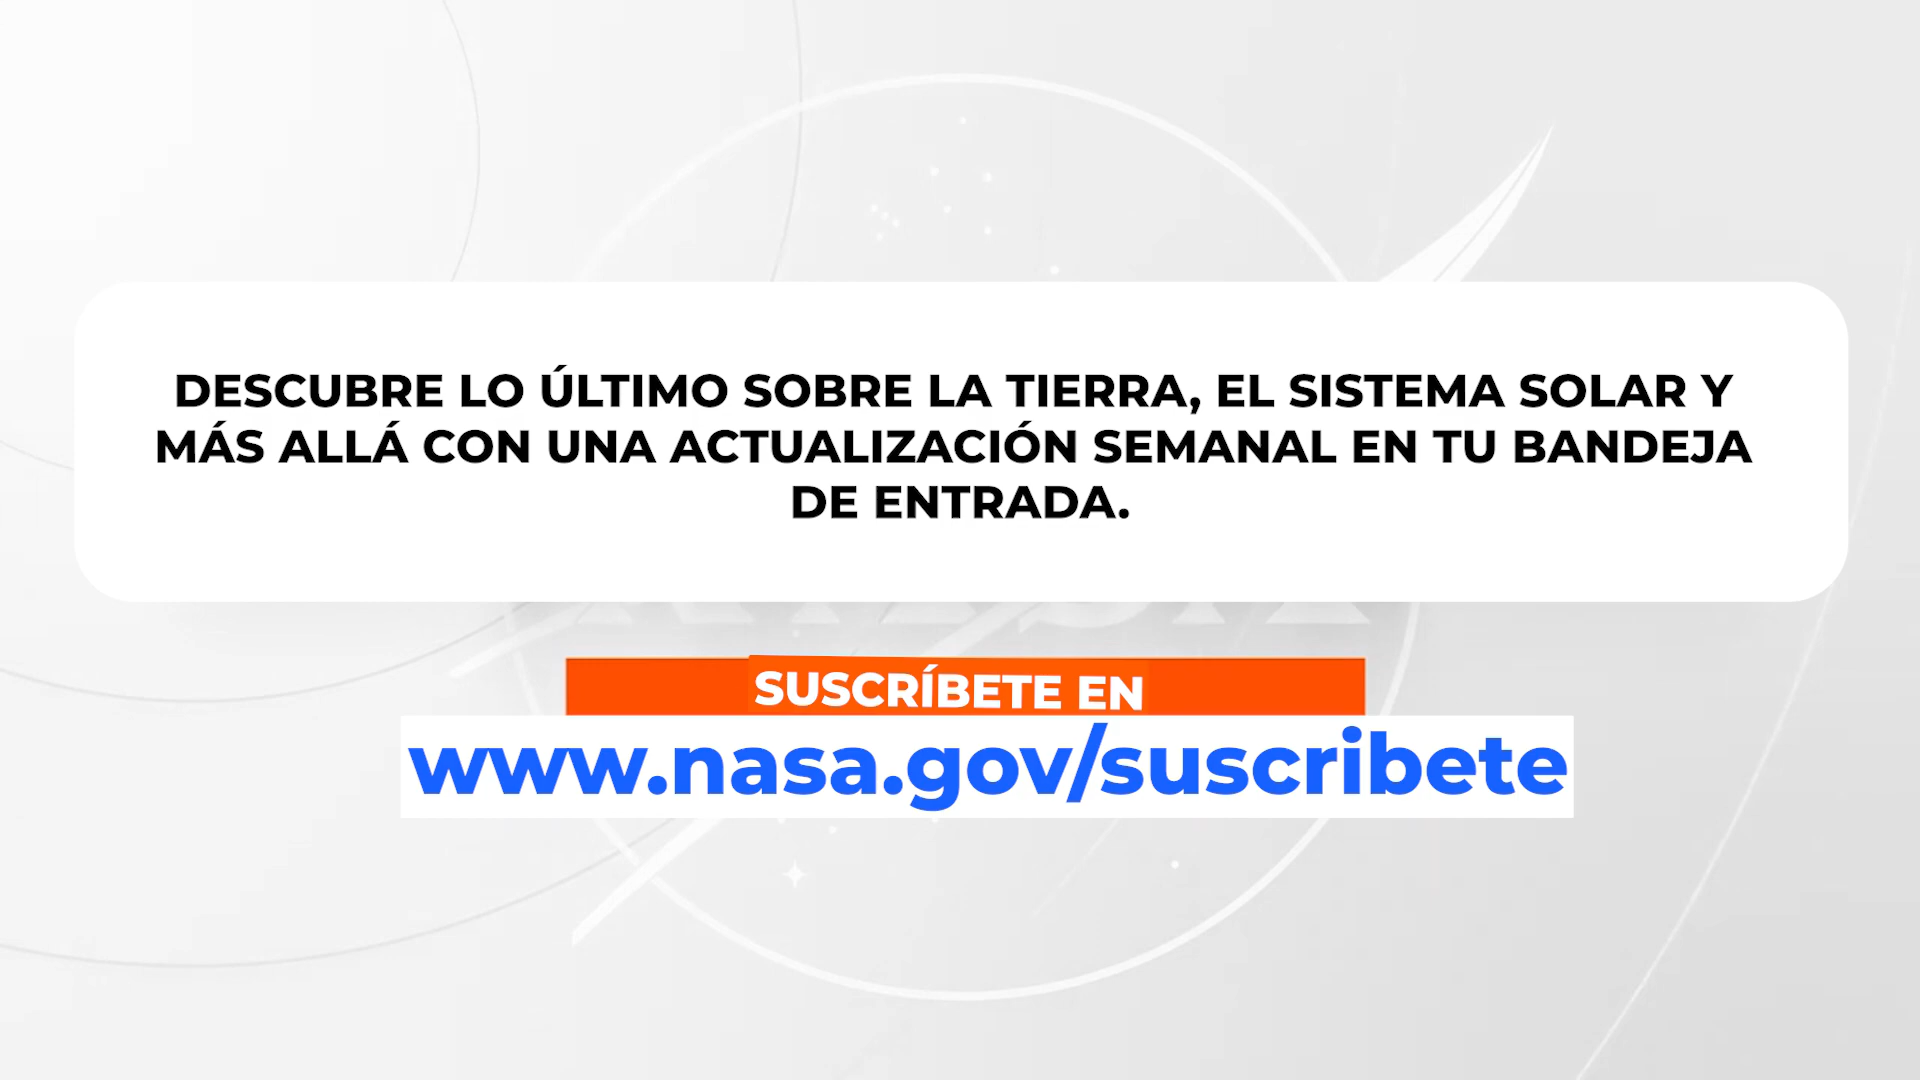 DESCUBRE LO ÚLTIMO SOBRE LA TIERRA, EL SISTEMA SOLAR Y
MÁS ALLÁ CON UNA ACTUALIZACIÓN SEMANAL EN TU BANDEJA
DE ENTRADA.
SUSCRÍBETE EN
www.nasa.gov/suscribete